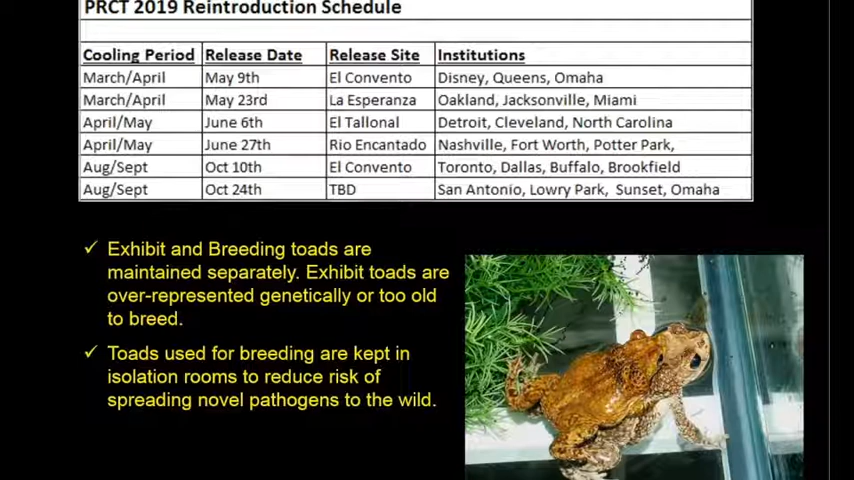 PRCT 2019 Reintroduction Schedule
Cooling Period Release Date Release Site Institutions
March/April May 9th El Convento Disney, Queens, Omaha
March/April May 23rd La Esperanza Oakland, Jacksonville, Miami
April/May June 6th El Tallonal Detroit, Cleveland, North Carolina
April/May June 27th Rio Encantado Nashville, Fort Worth, Potter Park,
Aug/Sept Oct 10th El Convento Toronto, Dallas, Buffalo, Brookfield
Aug/Sept Oct 24th TBD San Antonio, Lowry Park, Sunset, Omaha
✓ Exhibit and Breeding toads are
maintained separately. Exhibit toads are
over-represented genetically or too old
to breed.
✓ Toads used for breeding are kept in
isolation rooms to reduce risk of
spreading novel pathogens to the wild.